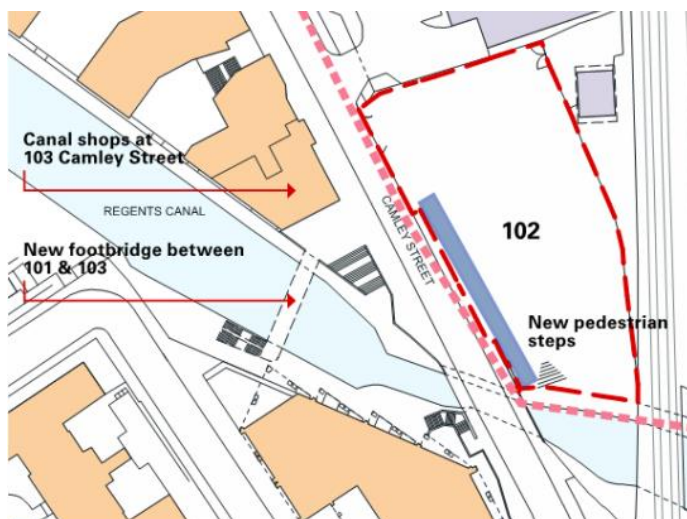 Canal shops at
103 Camley Street
REGENTS CANAL
New footbridge between
101 & 103
CAMLEY STREET
102
New pedestrian
steps